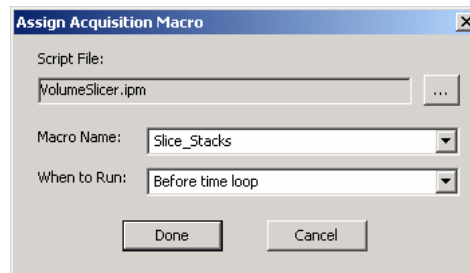 Assign Acquisition Macro
Script File:
VolumeSlicer.ipm
...
Macro Name:
Slice_Stacks
When to Run:
Before time loop
Done
Cancel